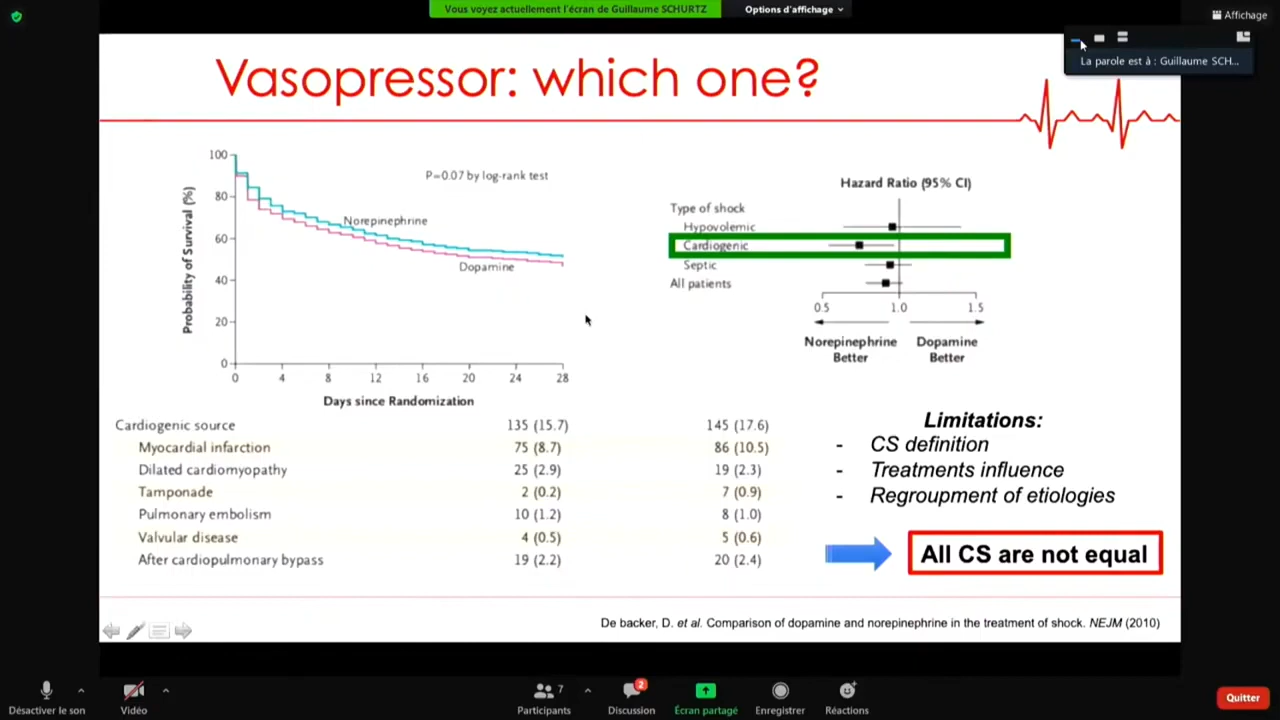 Vous voyez actuellement l'écran de Guillaume SCHURTZ
Options d'affichage
Affichage
La parole est à : Guillaume SCH...
Vasopressor: which one?
100
80
60
40
20
0
Probability of Survival (%)
P=0.07 by log-rank test
Norepinephrine
Dopamine
0 4 8 12 16 20 24 28
Days since Randomization
Hazard Ratio (95% CI)
Type of shock
Hypovolemic
Cardiogenic
Septic
All patients
0.5 1.0 1.5
Norepinephrine Better
Dopamine Better
Cardiogenic source 135 (15.7) 145 (17.6)
Myocardial infarction 75 (8.7) 86 (10.5)
Dilated cardiomyopathy 25 (2.9) 19 (2.3)
Tamponade 2 (0.2) 7 (0.9)
Pulmonary embolism 10 (1.2) 8 (1.0)
Valvular disease 4 (0.5) 5 (0.6)
After cardiopulmonary bypass 19 (2.2) 20 (2.4)
Limitations:
- CS definition
- Treatments influence
- Regroupment of etiologies
All CS are not equal
De backer, D. et al. Comparison of dopamine and norepinephrine in the treatment of shock. NEJM (2010)
Désactiver le son
Vidéo
7
Participants
2
Discussion
Écran partagé
Enregistrer
Réactions
Quitter